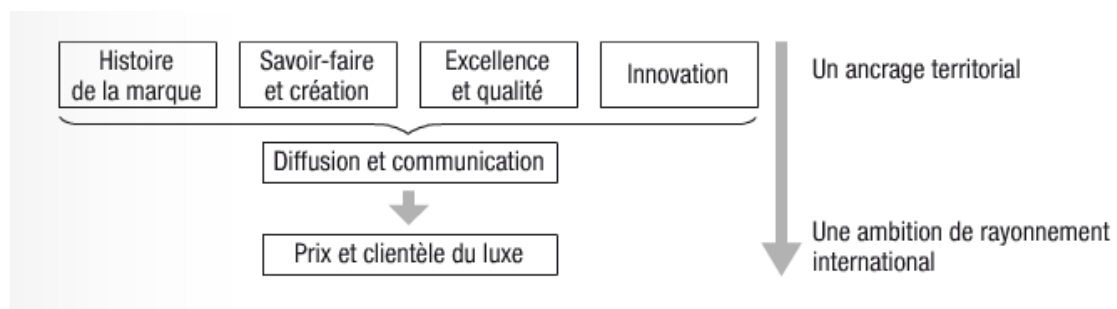 Histoire
de la marque
Savoir-faire
et création
Excellence
et qualité
Innovation
Un ancrage territorial
Diffusion et communication
Prix et clientèle du luxe
Une ambition de rayonnement
international